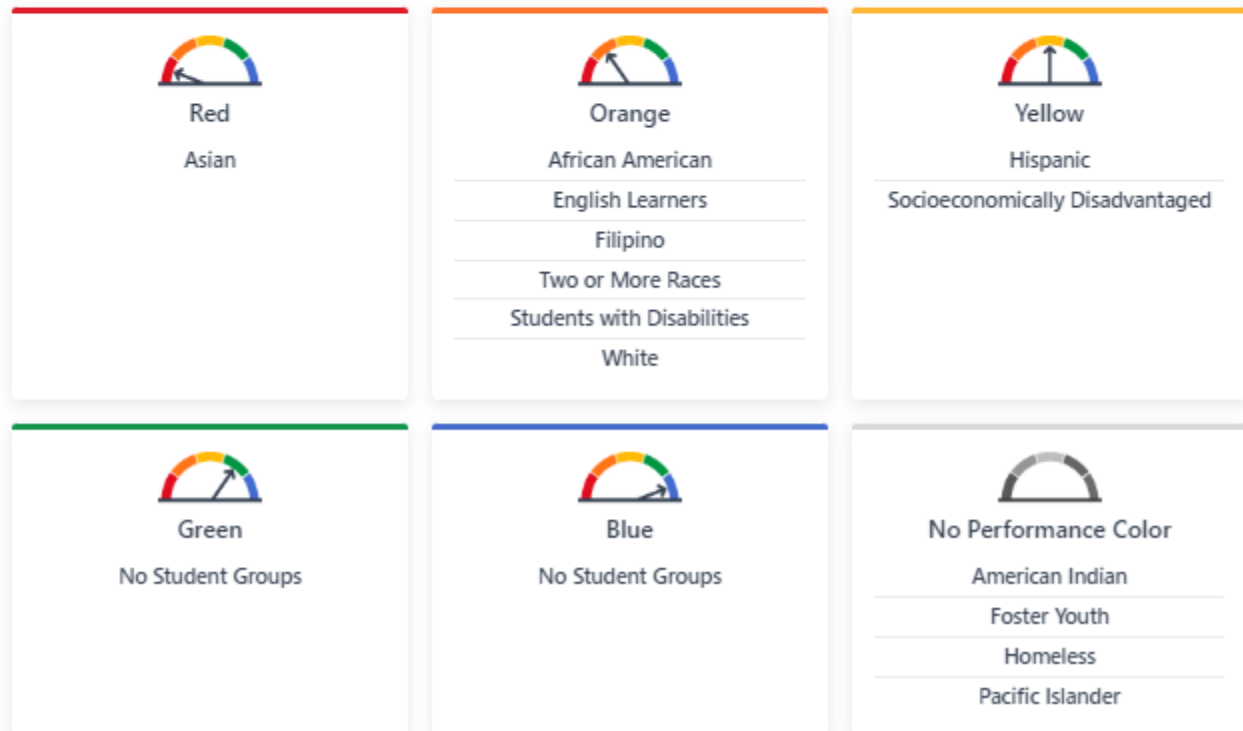 Red
Asian
Orange
African American
English Learners
Filipino
Two or More Races
Students with Disabilities
White
Yellow
Hispanic
Socioeconomically Disadvantaged
Green
No Student Groups
Blue
No Student Groups
No Performance Color
American Indian
Foster Youth
Homeless
Pacific Islander